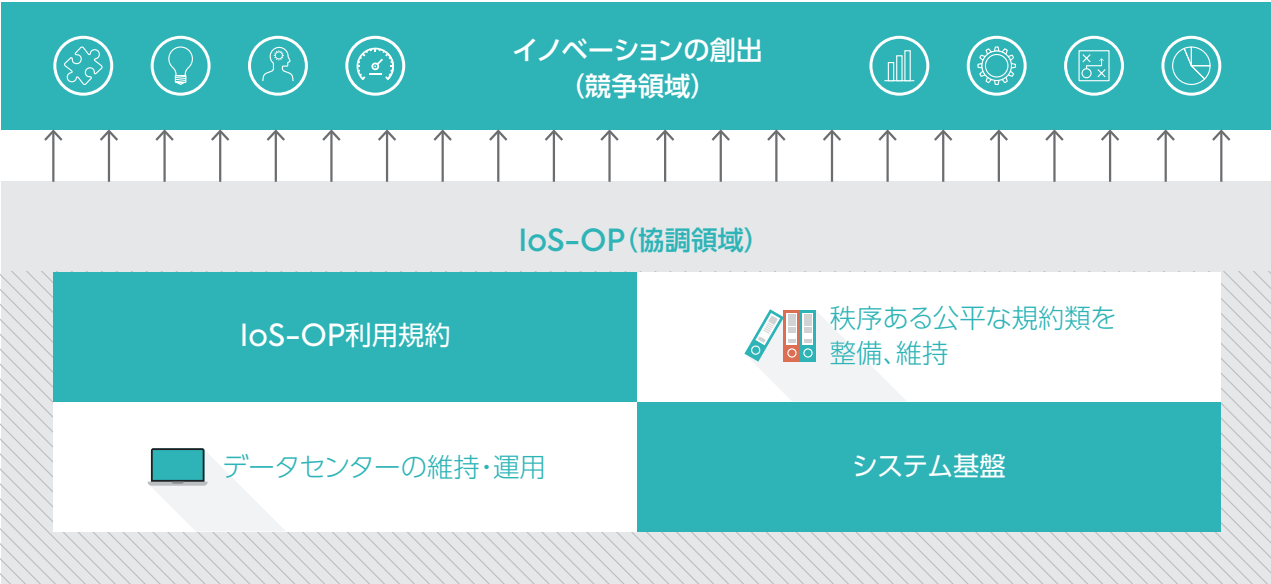 イノベーションの創出
（競争領域）
IoS-OP（協調領域）
IoS-OP利用規約
秩序ある公平な規約類を
整備、維持
データセンターの維持・運用
システム基盤